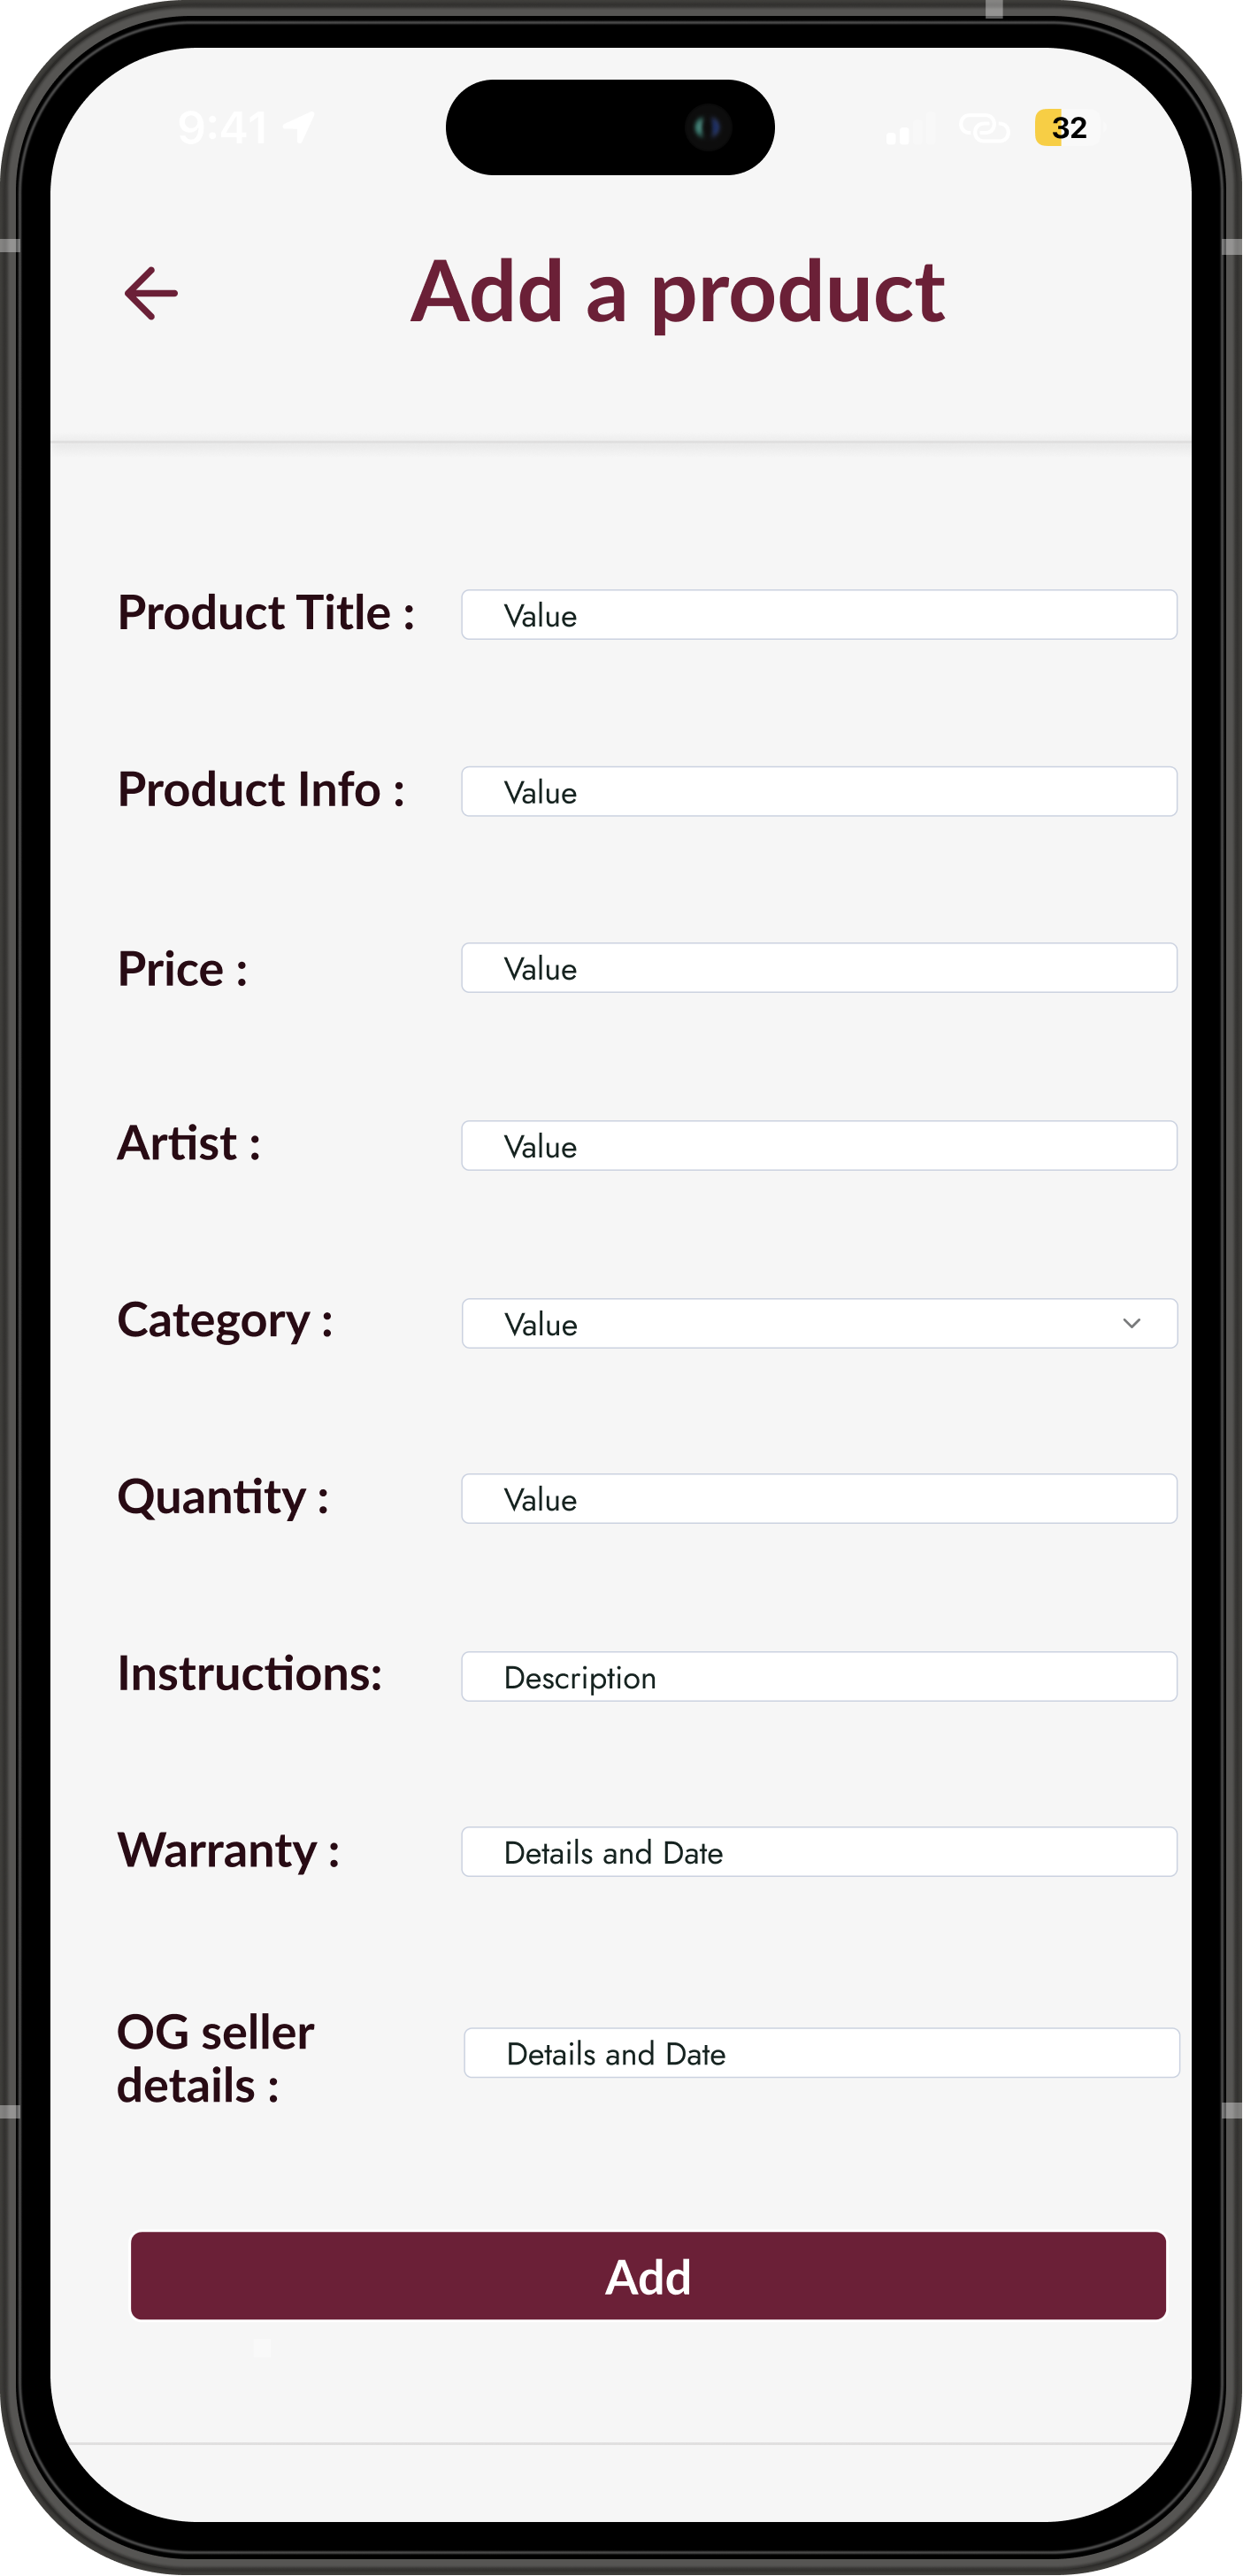 9:41
32
Add a product
Product Title :
Value
Product Info :
Value
Price :
Value
Artist :
Value
Category :
Value
Quantity :
Value
Instructions:
Description
Warranty :
Details and Date
OG seller
details :
Details and Date
Add